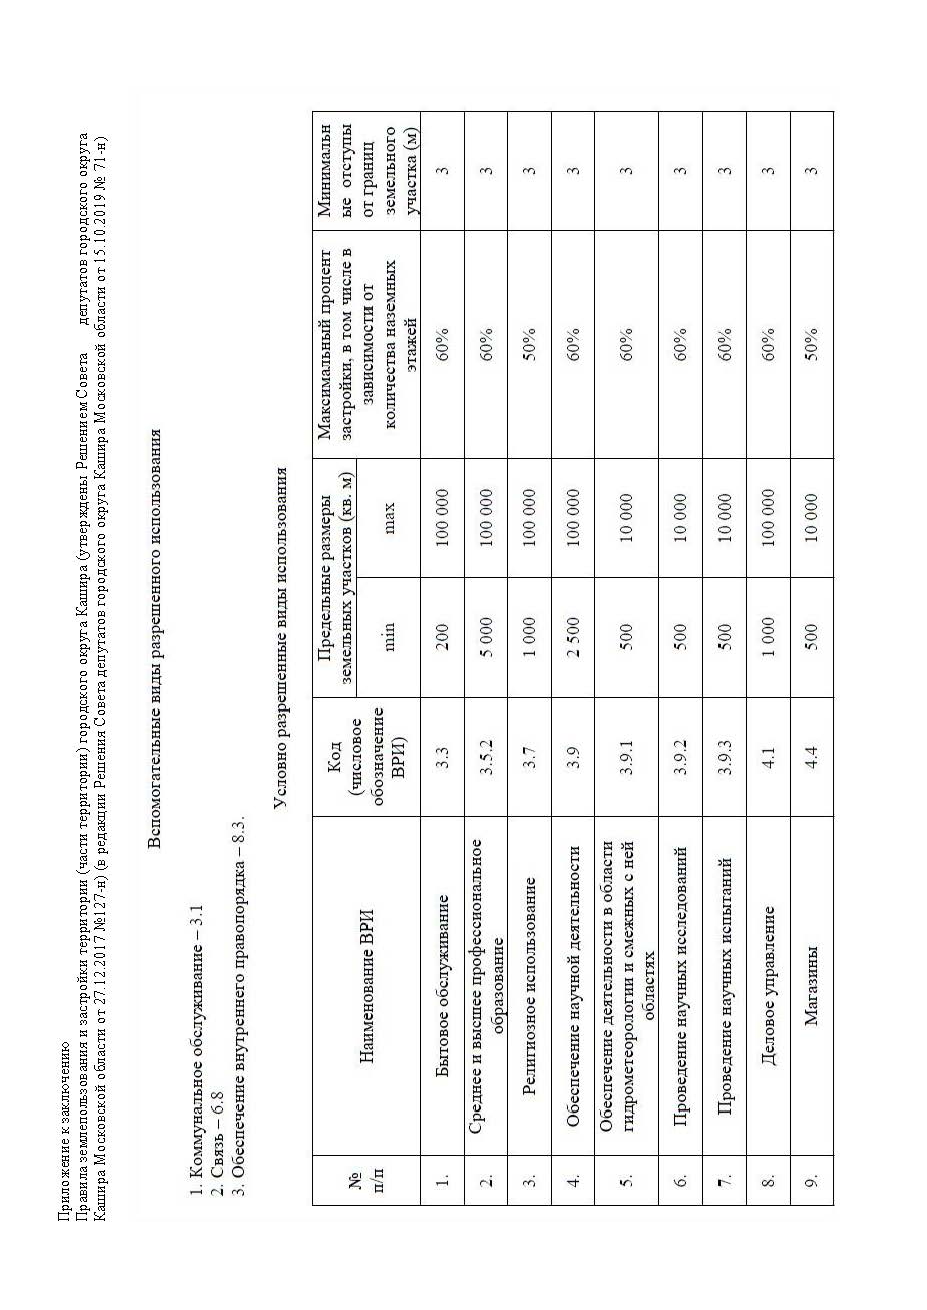 Приложение к заключению
Правила землепользования и застройки территории (части территории) городского округа Кашира (утверждены Решением Совета депутатов городского округа
Кашира Московской области от 27.12.2017 №127-н) (в редакции Решения Совета депутатов городского округа Кашира Московской области от 15.10.2019 № 71-н)
Вспомогательные виды разрешенного использования
1. Коммунальное обслуживание – 3.1
2. Связь – 6.8
3. Обеспечение внутреннего правопорядка – 8.3.
Условно разрешенные виды использования
№
п/п
Наименование ВРИ
Код
(числовое
обозначение
ВРИ)
Предельные размеры
земельных участков (кв. м)
min
max
Максимальный процент
застройки, в том числе в
зависимости от
количества наземных
этажей
Минимальн
ые отступы
от границ
земельного
участка (м)
1. Бытовое обслуживание 3.3 200 100 000 60% 3
2. Среднее и высшее профессиональное
образование 3.5.2 5 000 100 000 60% 3
3. Религиозное использование 3.7 1 000 100 000 50% 3
4. Обеспечение научной деятельности 3.9 2 500 100 000 60% 3
5. Обеспечение деятельности в области
гидрометеорологии и смежных с ней
областях 3.9.1 500 10 000 60% 3
6. Проведение научных исследований 3.9.2 500 10 000 60% 3
7. Проведение научных испытаний 3.9.3 500 10 000 60% 3
8. Деловое управление 4.1 1 000 100 000 60% 3
9. Магазины 4.4 500 10 000 50% 3